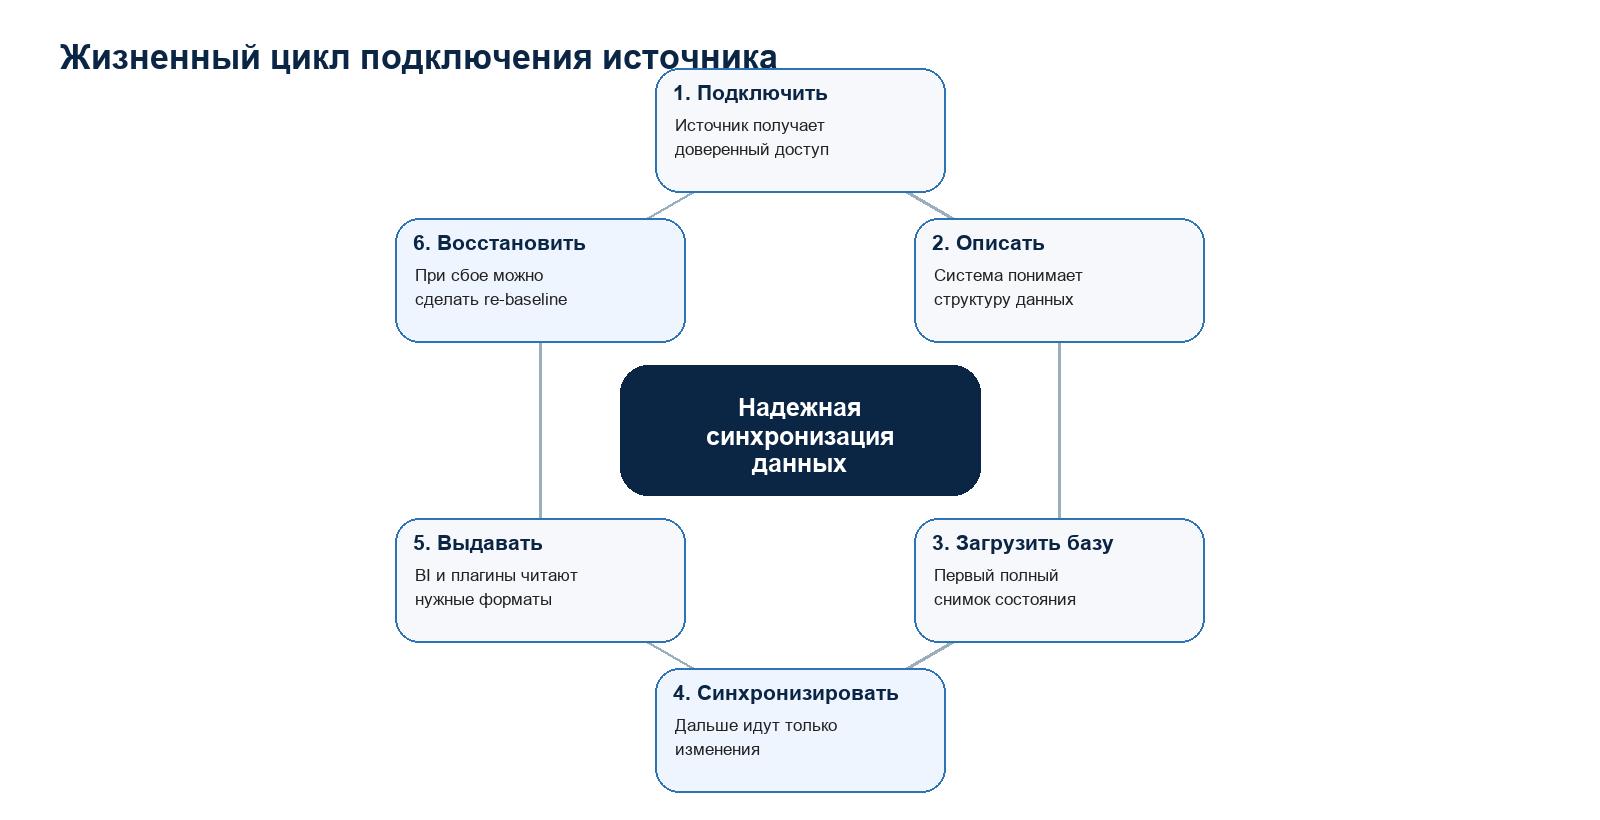 Жизненный цикл подключения источника
1. Подключить
Источник получает
доверенный доступ
6. Восстановить
При сбое можно
сделать re-baseline
2. Описать
Система понимает
структуру данных
Надежная
синхронизация
данных
5. Выдавать
BI и плагины читают
нужные форматы
3. Загрузить базу
Первый полный
снимок состояния
4. Синхронизировать
Дальше идут только
изменения